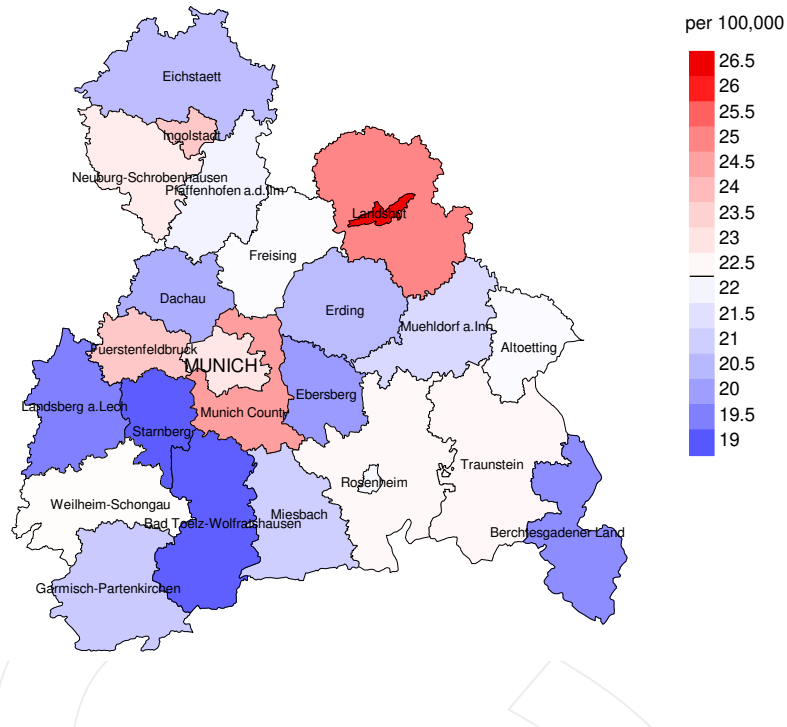 per 100,000
26.5
26
25.5
25
24.5
24
23.5
23
22.5
22
21.5
21
20.5
20
19.5
19
Eichstaett
Ingolstadt
Neuburg-Schrobenhausen
Pfaffenhofen a.d.Ilm
Landshut
Freising
Dachau
Erding
Muehldorf a.Inn
Altoetting
Fuerstenfeldbruck
MUNICH
Ebersberg
Landsberg a.Lech
Munich County
Starnberg
Traunstein
Rosenheim
Weilheim-Schongau
Miesbach
Bad Toelz-Wolfratshausen
Berchtesgadener Land
Garmisch-Partenkirchen